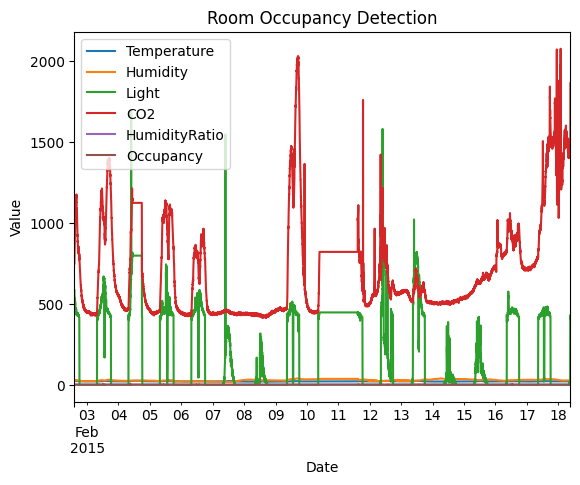 Room Occupancy Detection
Temperature
Humidity
Light
CO2
HumidityRatio
Occupancy
2000
1500
1000
500
0
Value
03 04 05 06 07 08 09 10 11 12 13 14 15 16 17 18
Feb
2015
Date